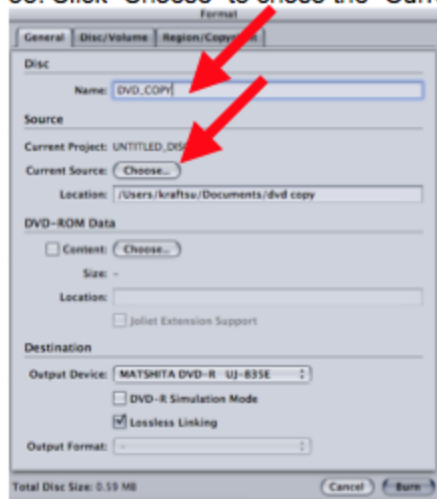 Format
General Disc/Volume Region/Copyright
Disc
Name: DVD_COPY
Source
Current Project: UNTITLED_DISC
Current Source: Choose...
Location: /Users/kraftsu/Documents/dvd copy
DVD-ROM Data
Content: Choose...
Size: -
Location:
Joliet Extension Support
Destination
Output Device: MATSHITA DVD-R UJ-835E
DVD-R Simulation Mode
Lossless Linking
Output Format: -
Total Disc Size: 0.59 MB Cancel Burn